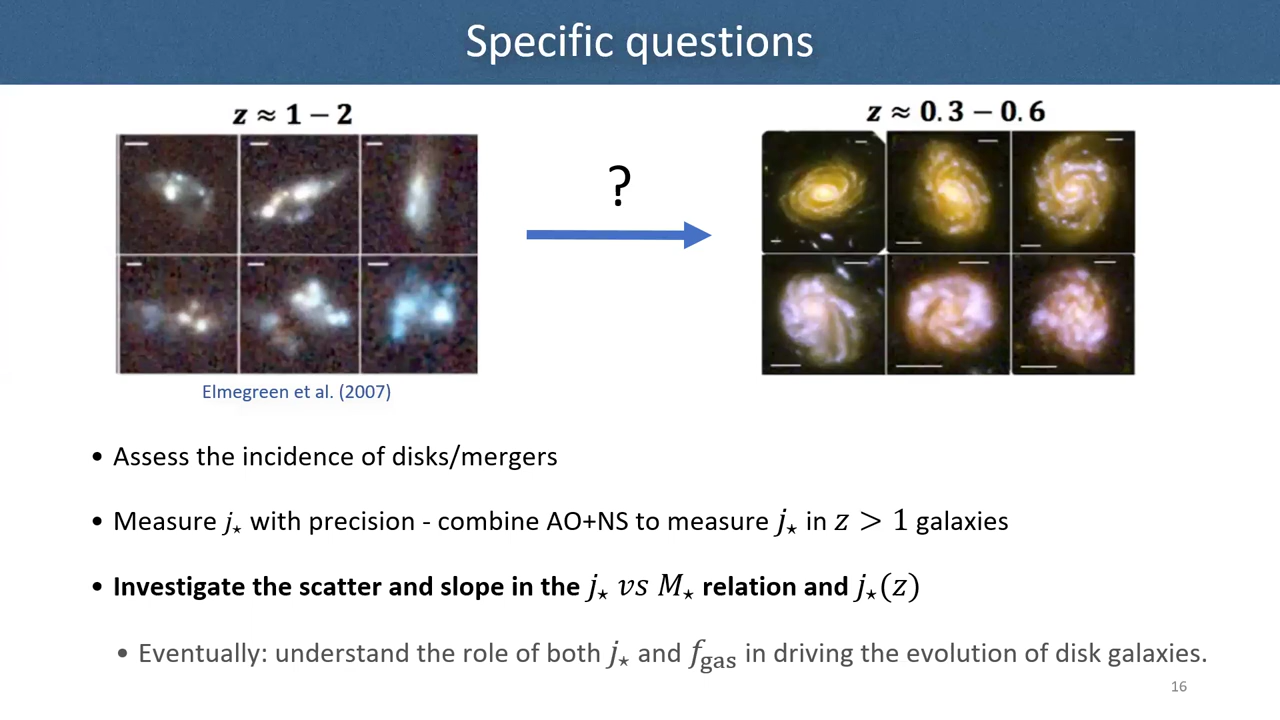 Specific questions
z ≈ 1 − 2
z ≈ 0.3 − 0.6
?
Elmegreen et al. (2007)
• Assess the incidence of disks/mergers
• Measure j⋆ with precision - combine AO+NS to measure j⋆ in z > 1 galaxies
• Investigate the scatter and slope in the j⋆ vs M⋆ relation and j⋆(z)
• Eventually: understand the role of both j⋆ and fgas in driving the evolution of disk galaxies.
16